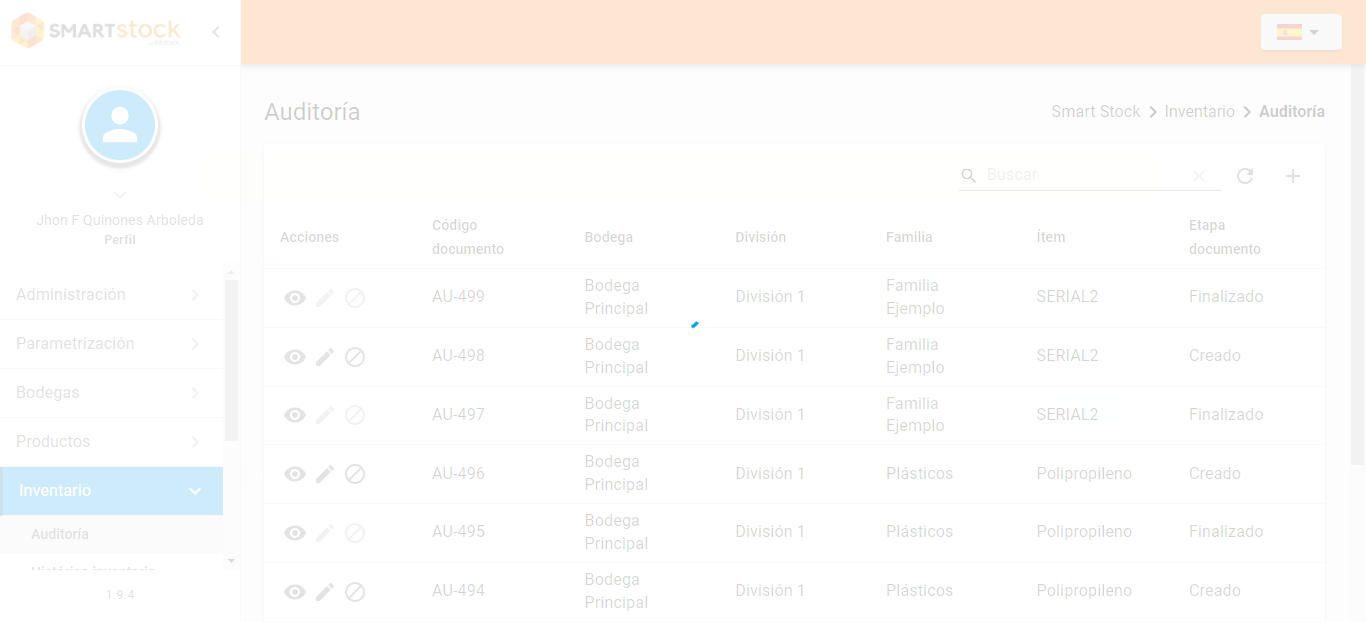 SMARTstock
Auditoría
Smart Stock > Inventario > Auditoría
Jhon F Quinones Arboleda
Perfil
Administración
Parametrización
Bodegas
Productos
Inventario
Auditoría
Histórico inventario
1.9.4
Buscar
Acciones
Código documento
Bodega
División
Familia
Ítem
Etapa documento
AU-499
Bodega Principal
División 1
Familia Ejemplo
SERIAL2
Finalizado
AU-498
Bodega Principal
División 1
Familia Ejemplo
SERIAL2
Creado
AU-497
Bodega Principal
División 1
Familia Ejemplo
SERIAL2
Finalizado
AU-496
Bodega Principal
División 1
Plásticos
Polipropileno
Creado
AU-495
Bodega Principal
División 1
Plásticos
Polipropileno
Finalizado
AU-494
Bodega Principal
División 1
Plásticos
Polipropileno
Creado